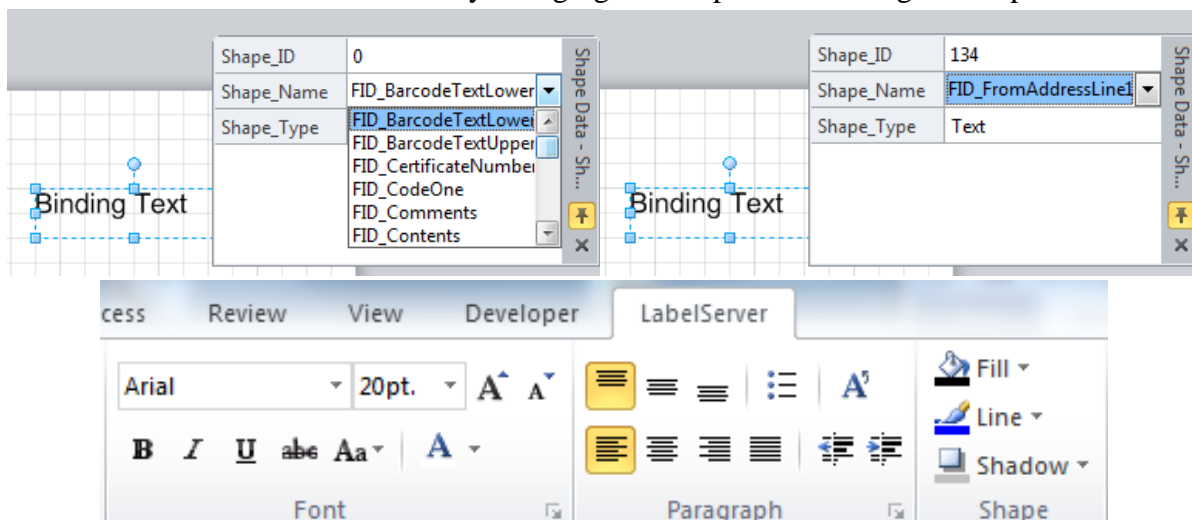 Shape_ID 0
Shape_Name FID_BarcodeTextLower
Shape_Type
FID_BarcodeTextLower
FID_BarcodeTextUpper
FID_CertificateNumber
FID_CodeOne
FID_Comments
FID_Contents
Shape Data - Sh...
Binding Text
Shape_ID 134
Shape_Name FID_FromAddressLine1
Shape_Type Text
Shape Data - Sh...
Binding Text
cess Review View Developer LabelServer
Arial 20pt. A A
B I U abc Aa A
Font
Paragraph
Fill
Line
Shadow
Shape